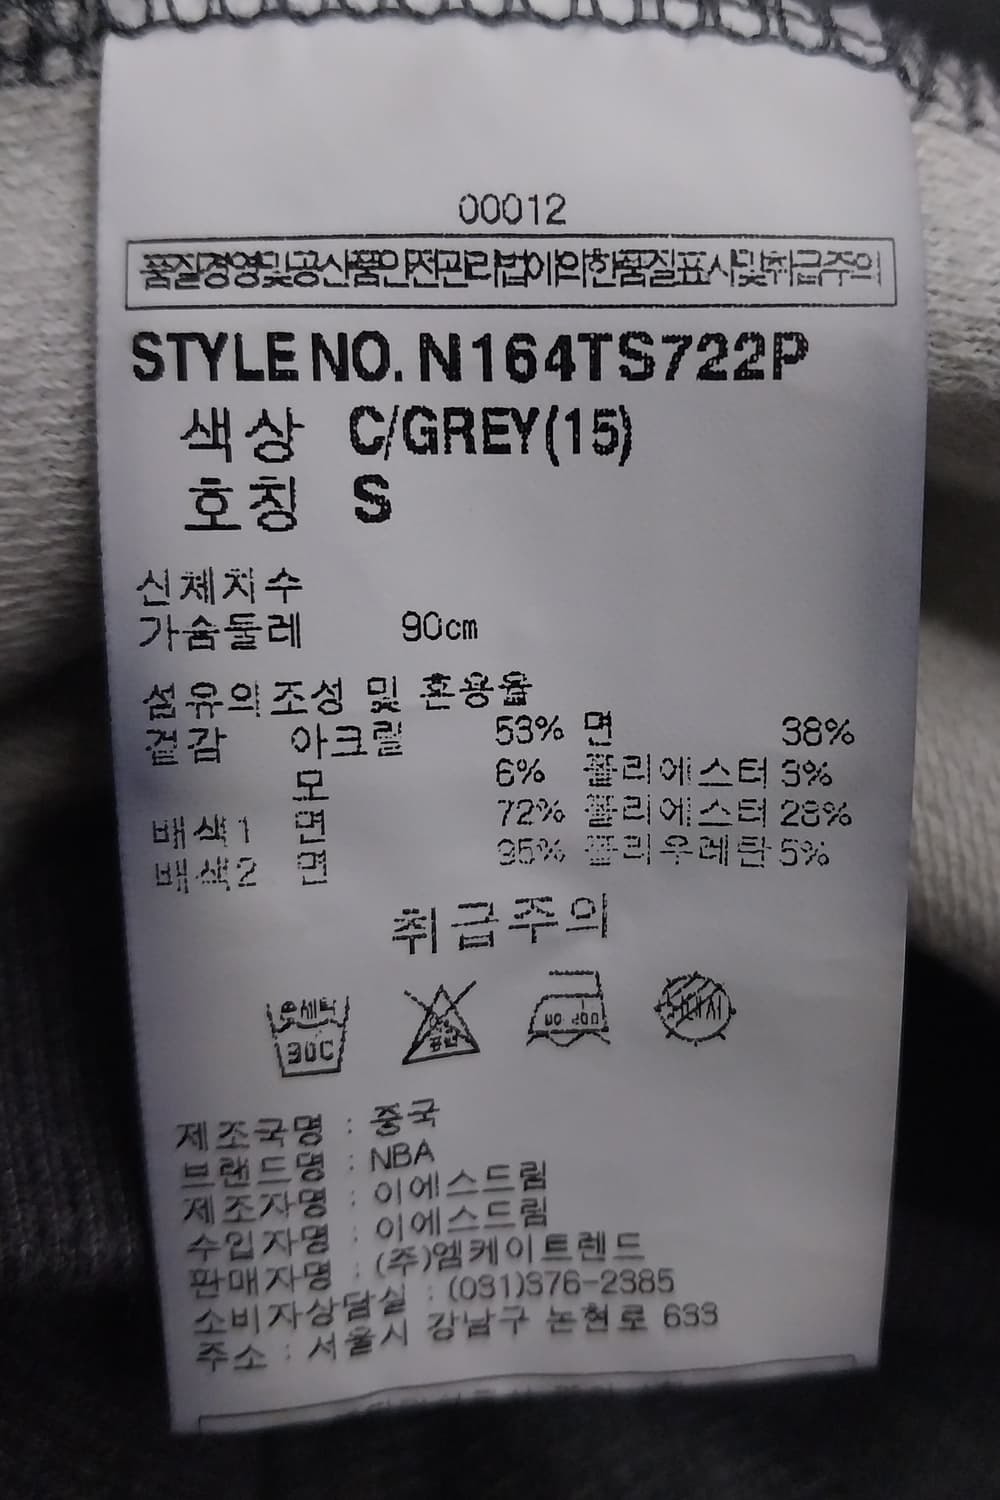 00012
품질경영및공산품안전관리법에의한품질표시및취급주의
STYLE NO. N164TS722P
색상 C/GREY(15)
호칭 S
신체치수
가슴둘레 90cm
섬유의조성 및 혼용율
겉감 아크릴 53% 면 38%
모 6% 폴리에스터 3%
배색1 면 72% 폴리에스터 28%
배색2 면 95% 폴리우레탄 5%
취급주의
30C
제조국명 : 중국
브랜드명 : NBA
제조자명 : 이에스드림
수입자명 : 이에스드림
판매자명 : (주)엠케이트렌드
소비자상담실 : (031)376-2385
주소 : 서울시 강남구 논현로 633